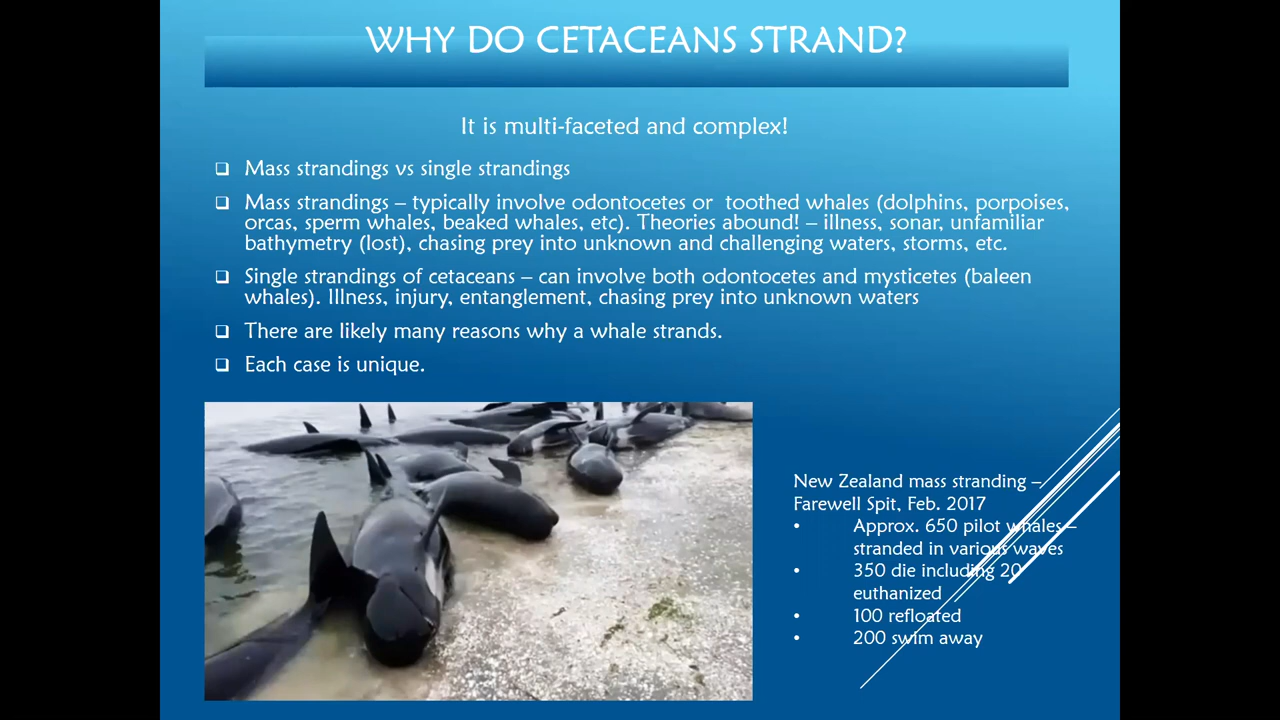 WHY DO CETACEANS STRAND?
It is multi-faceted and complex!
❑ Mass strandings vs single strandings
❑ Mass strandings – typically involve odontocetes or toothed whales (dolphins, porpoises,
orcas, sperm whales, beaked whales, etc). Theories abound! – illness, sonar, unfamiliar
bathymetry (lost), chasing prey into unknown and challenging waters, storms, etc.
❑ Single strandings of cetaceans – can involve both odontocetes and mysticetes (baleen
whales). Illness, injury, entanglement, chasing prey into unknown waters
❑ There are likely many reasons why a whale strands.
❑ Each case is unique.
New Zealand mass stranding –
Farewell Spit, Feb. 2017
• Approx. 650 pilot whales –
stranded in various waves
• 350 die including 20
euthanized
• 100 refloated
• 200 swim away